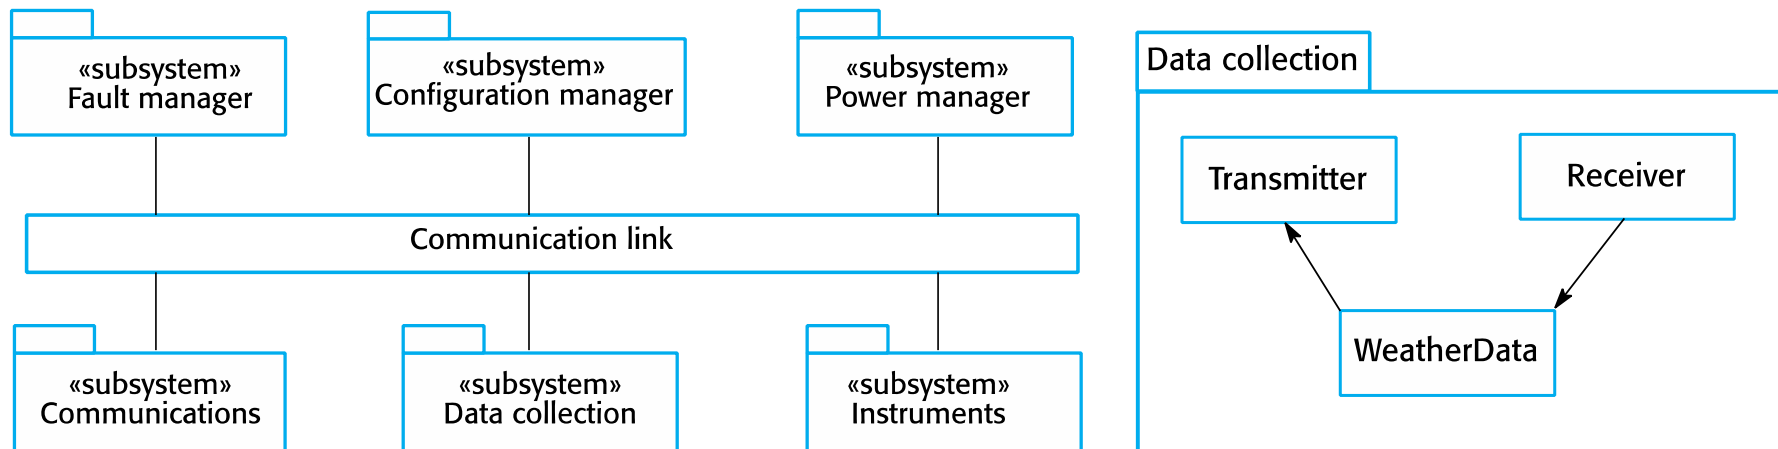 «subsystem»
Fault manager
«subsystem»
Configuration manager
«subsystem»
Power manager
Communication link
«subsystem»
Communications
«subsystem»
Data collection
«subsystem»
Instruments
Data collection
Transmitter
Receiver
WeatherData